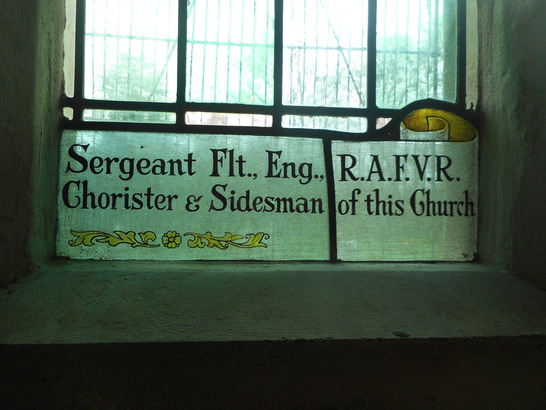 Sergeant Flt., Eng., R.A.F.V.R.
Chorister & Sidesman of this Church